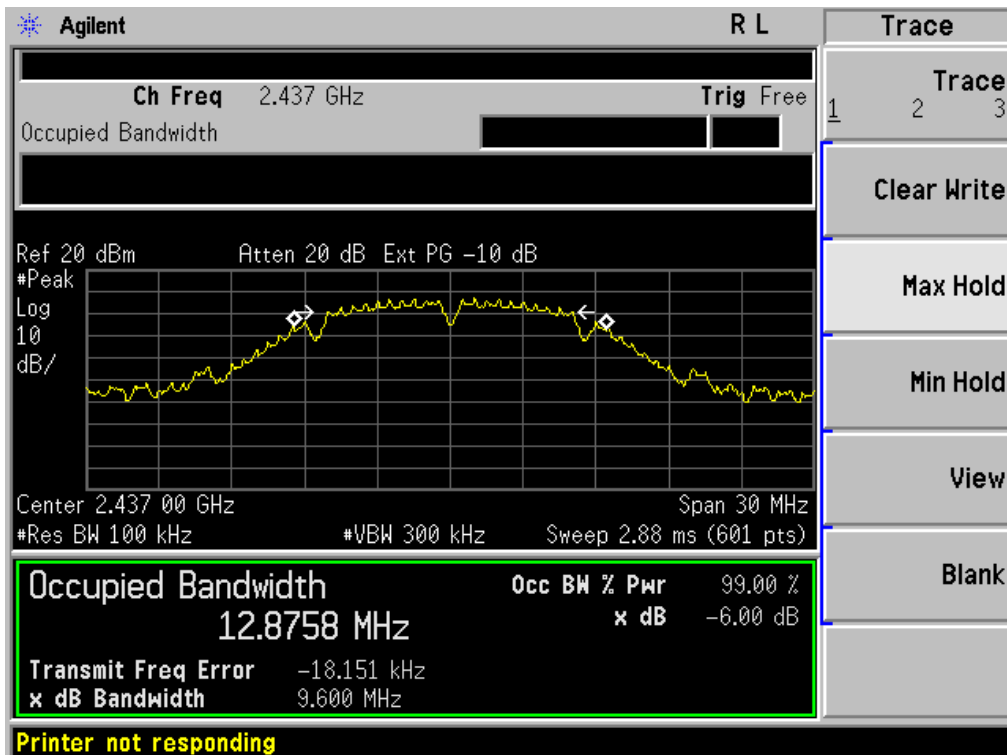 Agilent R L Trace
Ch Freq 2.437 GHz Trig Free
Occupied Bandwidth
Trace
1 2 3
Clear Write
Max Hold
Min Hold
View
Blank
Ref 20 dBm Atten 20 dB Ext PG -10 dB
#Peak
Log
10
dB/
Center 2.437 00 GHz Span 30 MHz
#Res BW 100 kHz #VBW 300 kHz Sweep 2.88 ms (601 pts)
Occupied Bandwidth Occ BW % Pwr 99.00 %
12.8758 MHz x dB -6.00 dB
Transmit Freq Error -18.151 kHz
x dB Bandwidth 9.600 MHz
Printer not responding